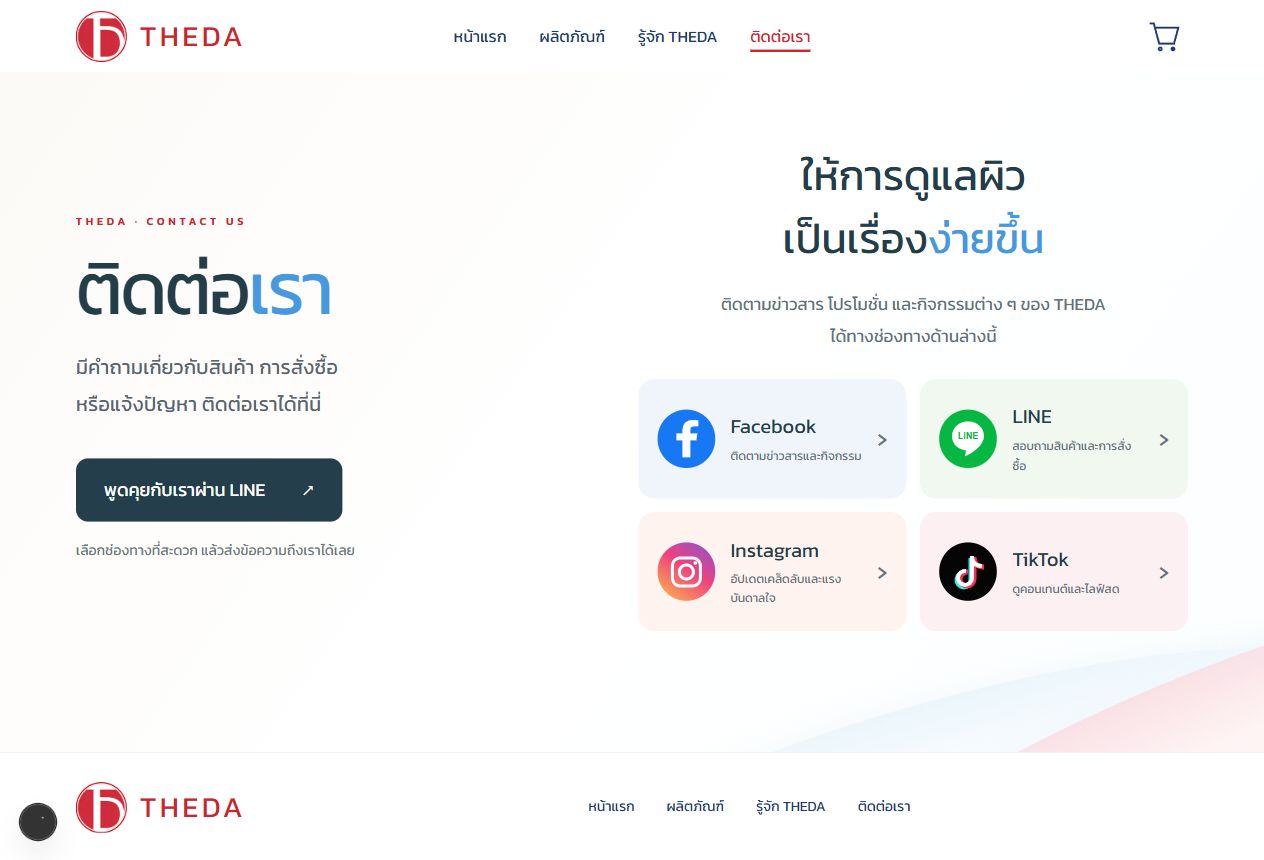 THEDA
หน้าแรก
ผลิตภัณฑ์
รู้จัก THEDA
ติดต่อเรา
THEDA · CONTACT US
ติดต่อเรา
มีคำถามเกี่ยวกับสินค้า การสั่งซื้อ
หรือแจ้งปัญหา ติดต่อเราได้ที่นี่
พูดคุยกับเราผ่าน LINE ↗
เลือกช่องทางที่สะดวก แล้วส่งข้อความถึงเราได้เลย
ให้การดูแลผิว
เป็นเรื่องง่ายขึ้น
ติดตามข่าวสาร โปรโมชั่น และกิจกรรมต่าง ๆ ของ THEDA
ได้ทางช่องทางด้านล่างนี้
Facebook
ติดตามข่าวสารและกิจกรรม
LINE
LINE
สอบถามสินค้าและการสั่ง
ซื้อ
Instagram
อัปเดตเคล็ดลับและแรง
บันดาลใจ
TikTok
ดูคอนเทนต์และไลฟ์สด
THEDA
หน้าแรก
ผลิตภัณฑ์
รู้จัก THEDA
ติดต่อเรา